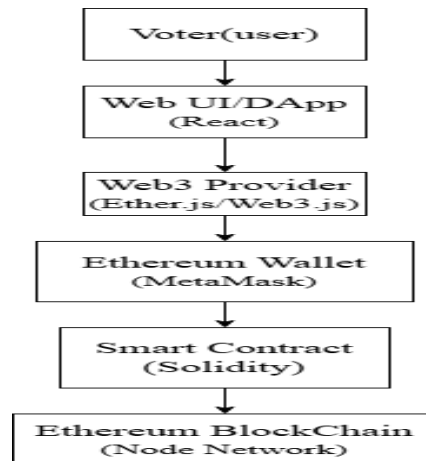 Voter(user)
Web UI/DApp
(React)
Web3 Provider
(Ether.js/Web3.js)
Ethereum Wallet
(MetaMask)
Smart Contract
(Solidity)
Ethereum BlockChain
(Node Network)